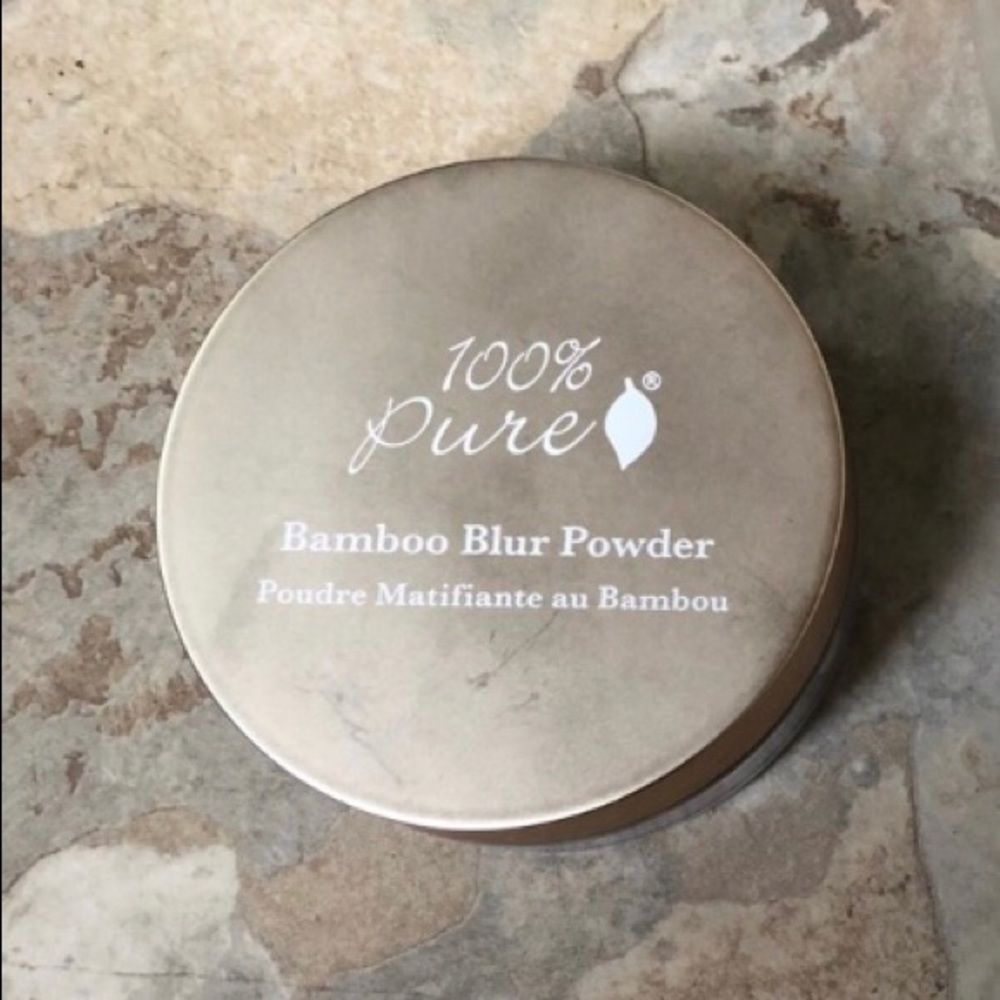 100%
Pure®
Bamboo Blur Powder
Poudre Matifiante au Bambou